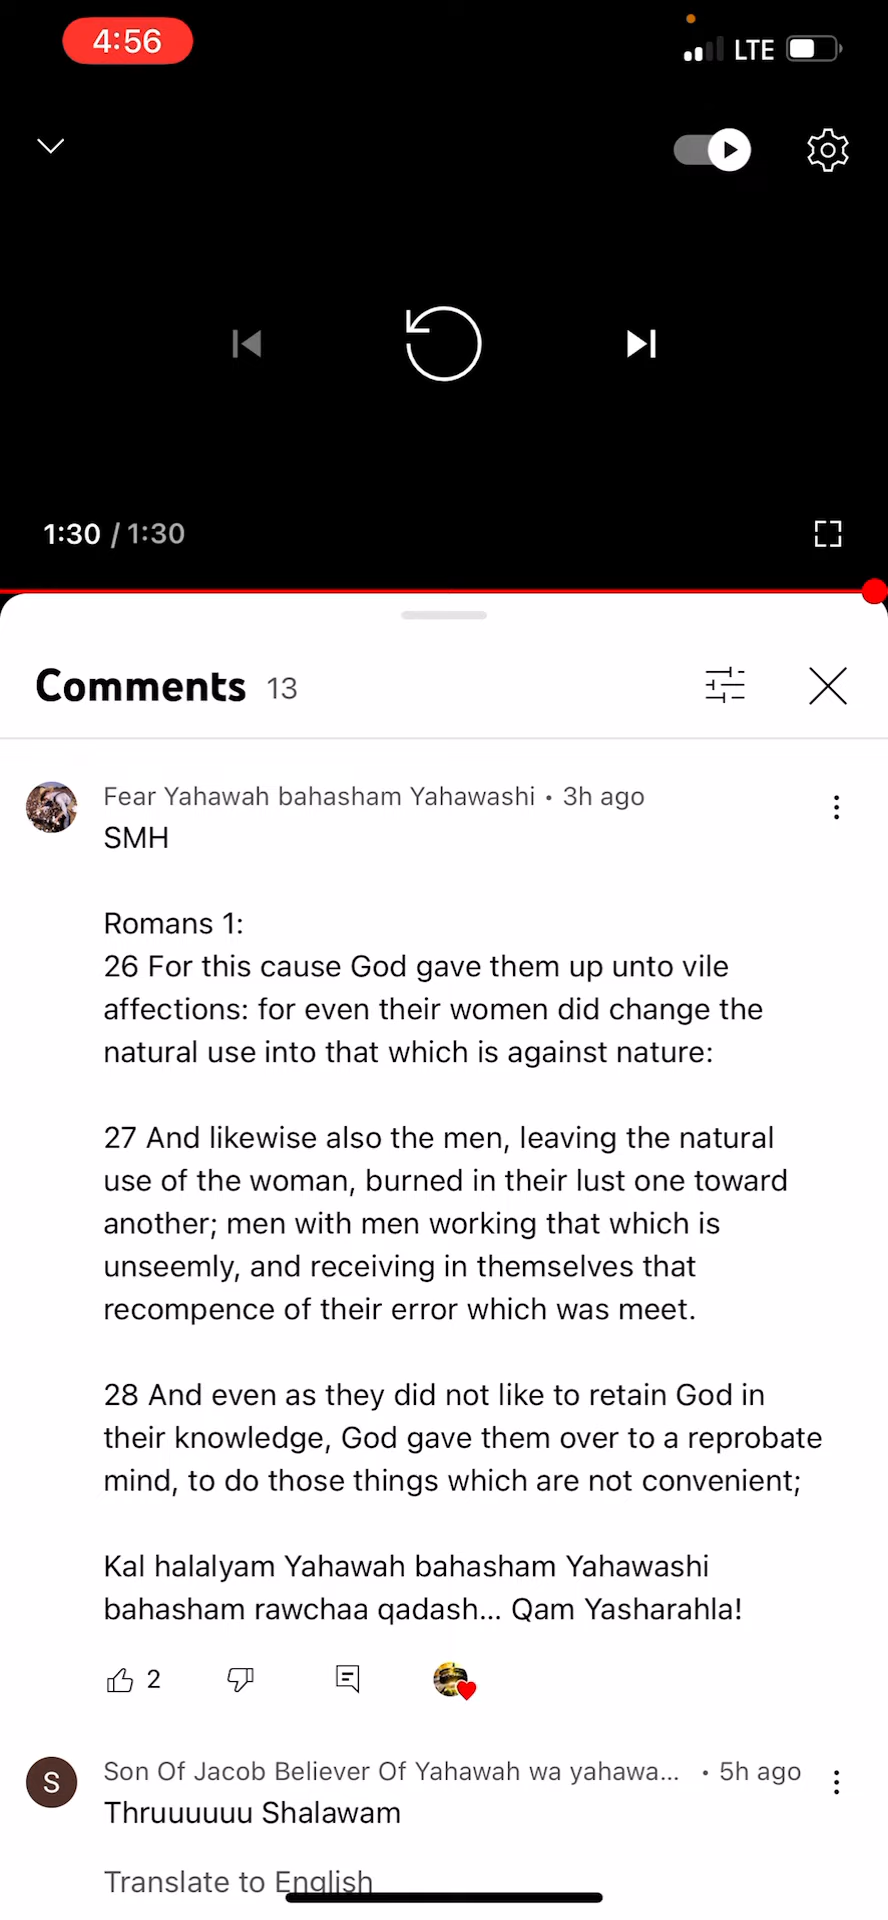 4:56
LTE
1:30 / 1:30
Comments 13
Fear Yahawah bahasham Yahawashi • 3h ago
SMH
Romans 1:
26 For this cause God gave them up unto vile
affections: for even their women did change the
natural use into that which is against nature:
27 And likewise also the men, leaving the natural
use of the woman, burned in their lust one toward
another; men with men working that which is
unseemly, and receiving in themselves that
recompence of their error which was meet.
28 And even as they did not like to retain God in
their knowledge, God gave them over to a reprobate
mind, to do those things which are not convenient;
Kal halalyam Yahawah bahasham Yahawashi
bahasham rawchaa qadash... Qam Yasharahla!
2
S
Son Of Jacob Believer Of Yahawah wa yahawa... • 5h ago
Thruuuuuu Shalawam
Translate to English